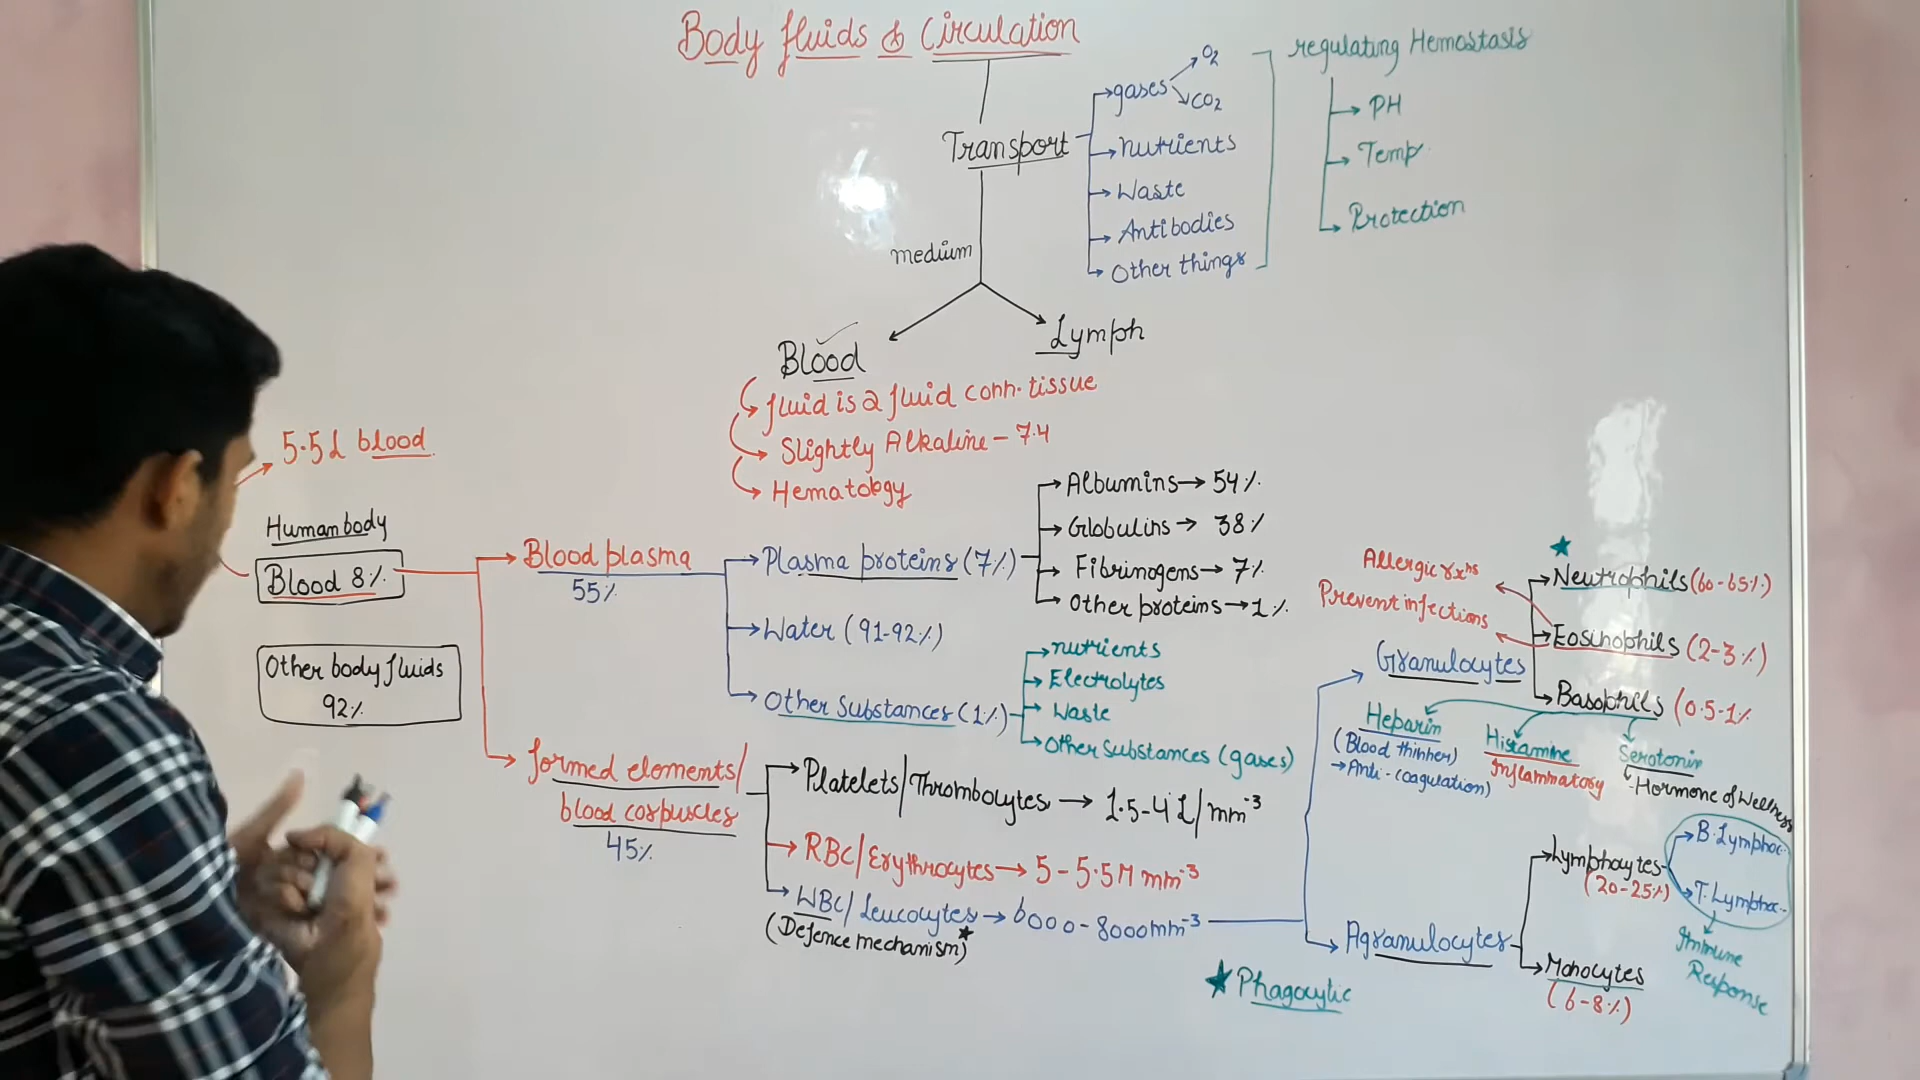 Body fluids & Circulation
Transport
gases
O2
CO2
nutrients
Waste
Antibodies
Other things
regulating Hemostasis
PH
Temp
Protection
medium
Blood
Lymph
fluid is a fluid conn. tissue
Slightly Alkaline - 7.4
Hematology
5.5L blood
Human body
Blood 8%
Other body fluids
92%
Blood plasma
55%
Plasma proteins (7%)
Albumins → 54%
Globulins → 38%
Fibrinogens → 7%
Other proteins → 1%
Water (91-92%)
Other Substances (1%)
nutrients
Electrolytes
Waste
Other substances (gases)
formed elements/
blood corpuscles
45%
Platelets/Thrombolytes → 1.5-4 L/mm-3
RBC/Erythrocytes → 5 - 5.5M mm-3
WBC/Leucocytes → 6000-8000mm-3
(Defence mechanism)*
★ Phagocytic
Granulocytes
★
Neutrophils (60-65%)
Eosinophils (2-3%)
Basophils (0.5-1%
Allergic rxns
Prevent infections
Heparin
(Blood thinner)
→ Anti-coagulation)
Histamine
Inflammatory
Serotonin
Hormone of Wellness
Agranulocytes
Lymphocytes
(20-25%)
B. Lymphoc..
T. Lymphoc..
Immune
Response
Monocytes
(6-8%)